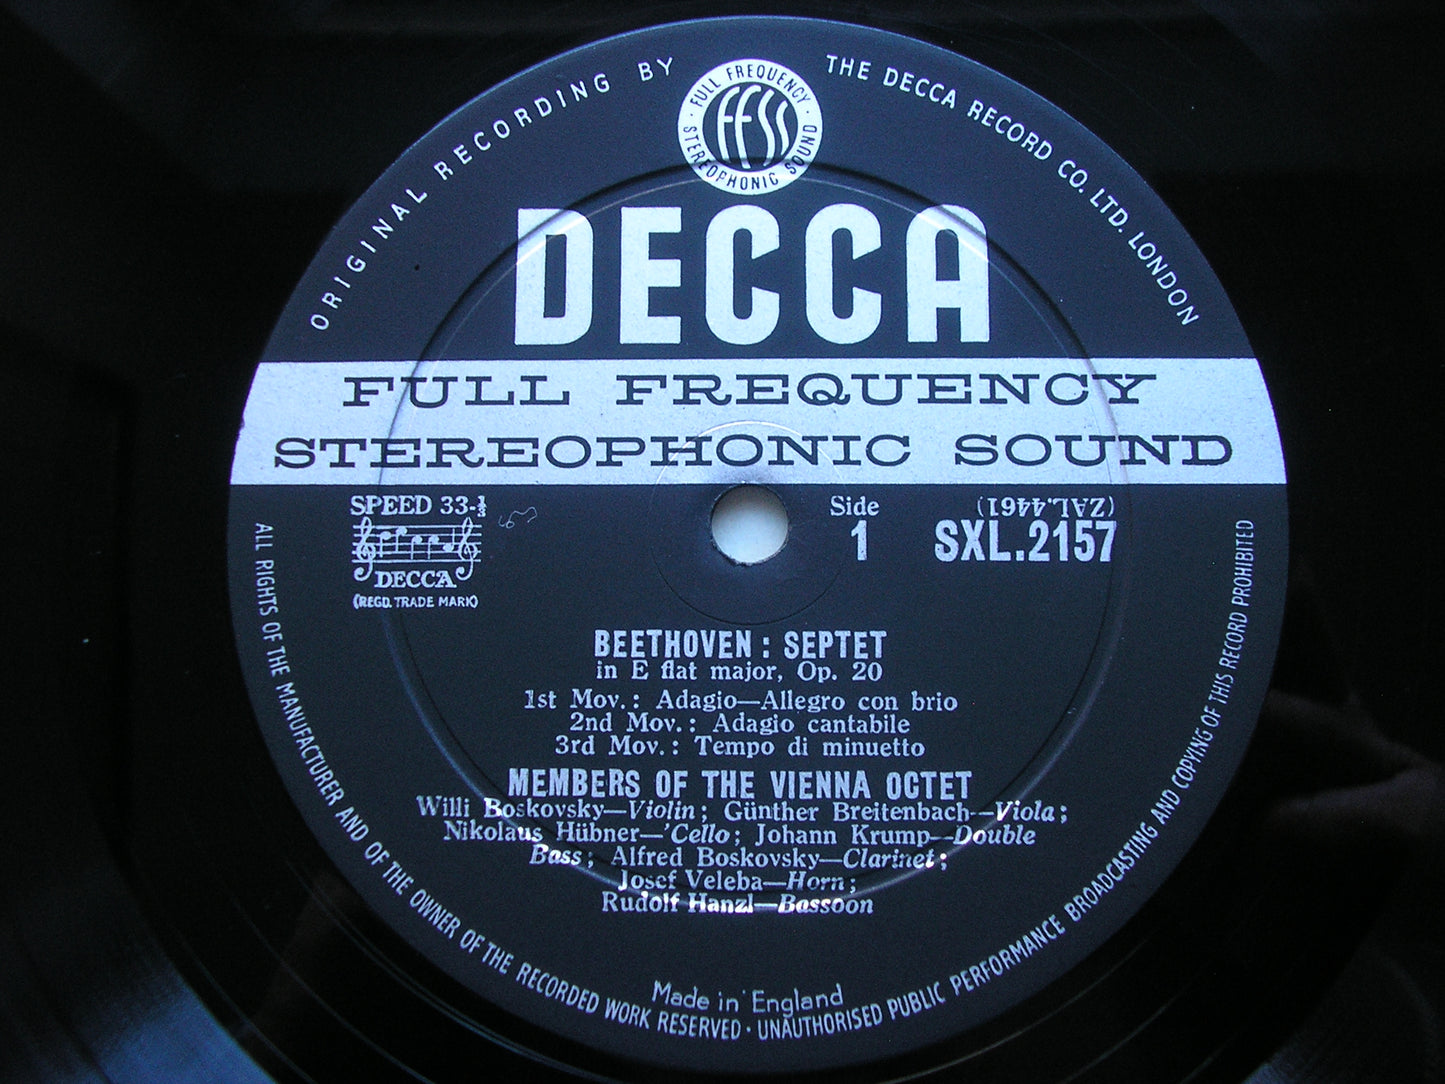 ORIGINAL RECORDING BY
THE DECCA RECORD CO. LTD. LONDON
FULL FREQUENCY
FFSS
STEREOPHONIC SOUND
DECCA
FULL FREQUENCY
STEREOPHONIC SOUND
SPEED 33-⅓
DECCA
(REGD. TRADE MARK)
Side
1
(ZAL.4461)
SXL.2157
BEETHOVEN : SEPTET
in E flat major, Op. 20
1st Mov.: Adagio—Allegro con brio
2nd Mov.: Adagio cantabile
3rd Mov.: Tempo di minuetto
MEMBERS OF THE VIENNA OCTET
Willi Boskovsky—Violin; Günther Breitenbach—Viola;
Nikolaus Hübner—'Cello; Johann Krump—Double
Bass; Alfred Boskovsky—Clarinet;
Josef Veleba—Horn;
Rudolf Hanzl—Bassoon
Made in England
ALL RIGHTS OF THE MANUFACTURER AND OF THE OWNER OF THE RECORDED WORK RESERVED · UNAUTHORISED PUBLIC PERFORMANCE BROADCASTING AND COPYING OF THIS RECORD PROHIBITED